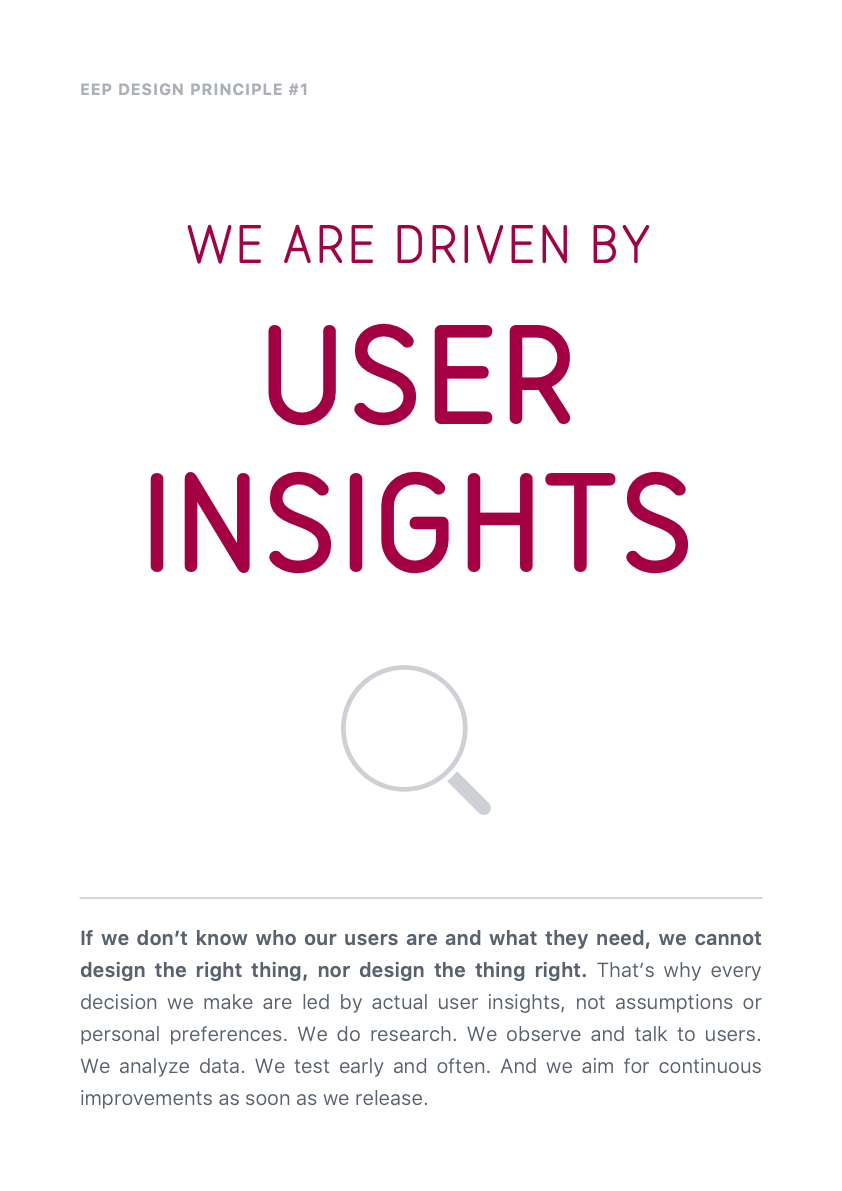 EEP DESIGN PRINCIPLE #1
WE ARE DRIVEN BY
USER
INSIGHTS
If we don’t know who our users are and what they need, we cannot
design the right thing, nor design the thing right. That’s why every
decision we make are led by actual user insights, not assumptions or
personal preferences. We do research. We observe and talk to users.
We analyze data. We test early and often. And we aim for continuous
improvements as soon as we release.